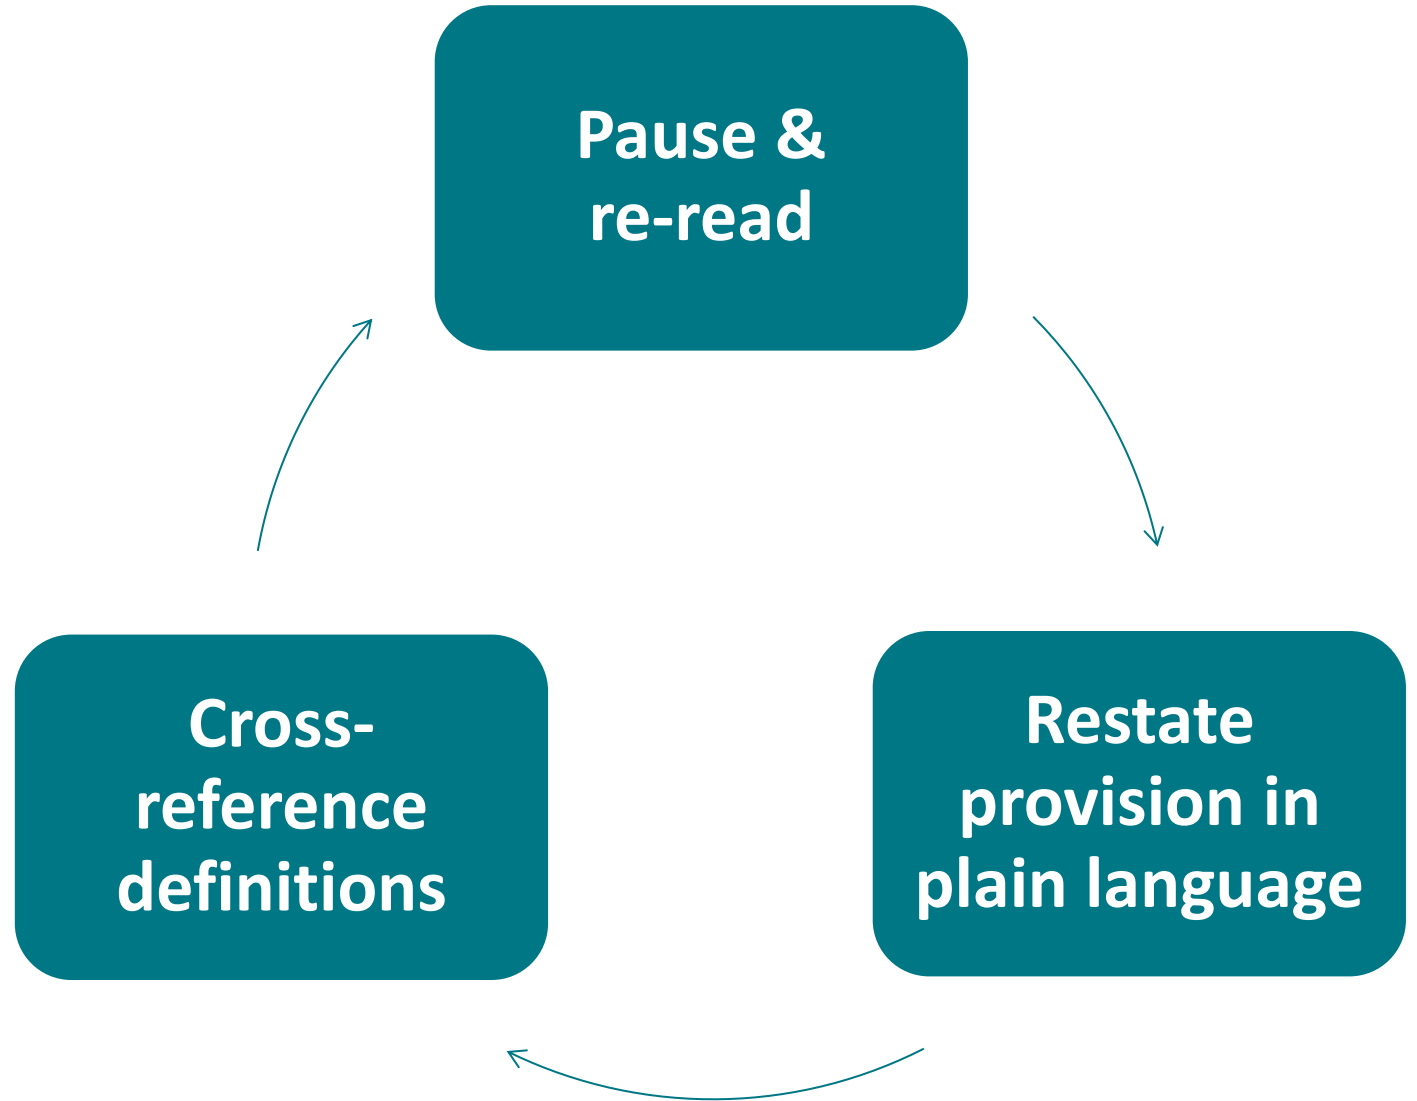 Pause &
re-read
Restate
provision in
plain language
Cross-
reference
definitions